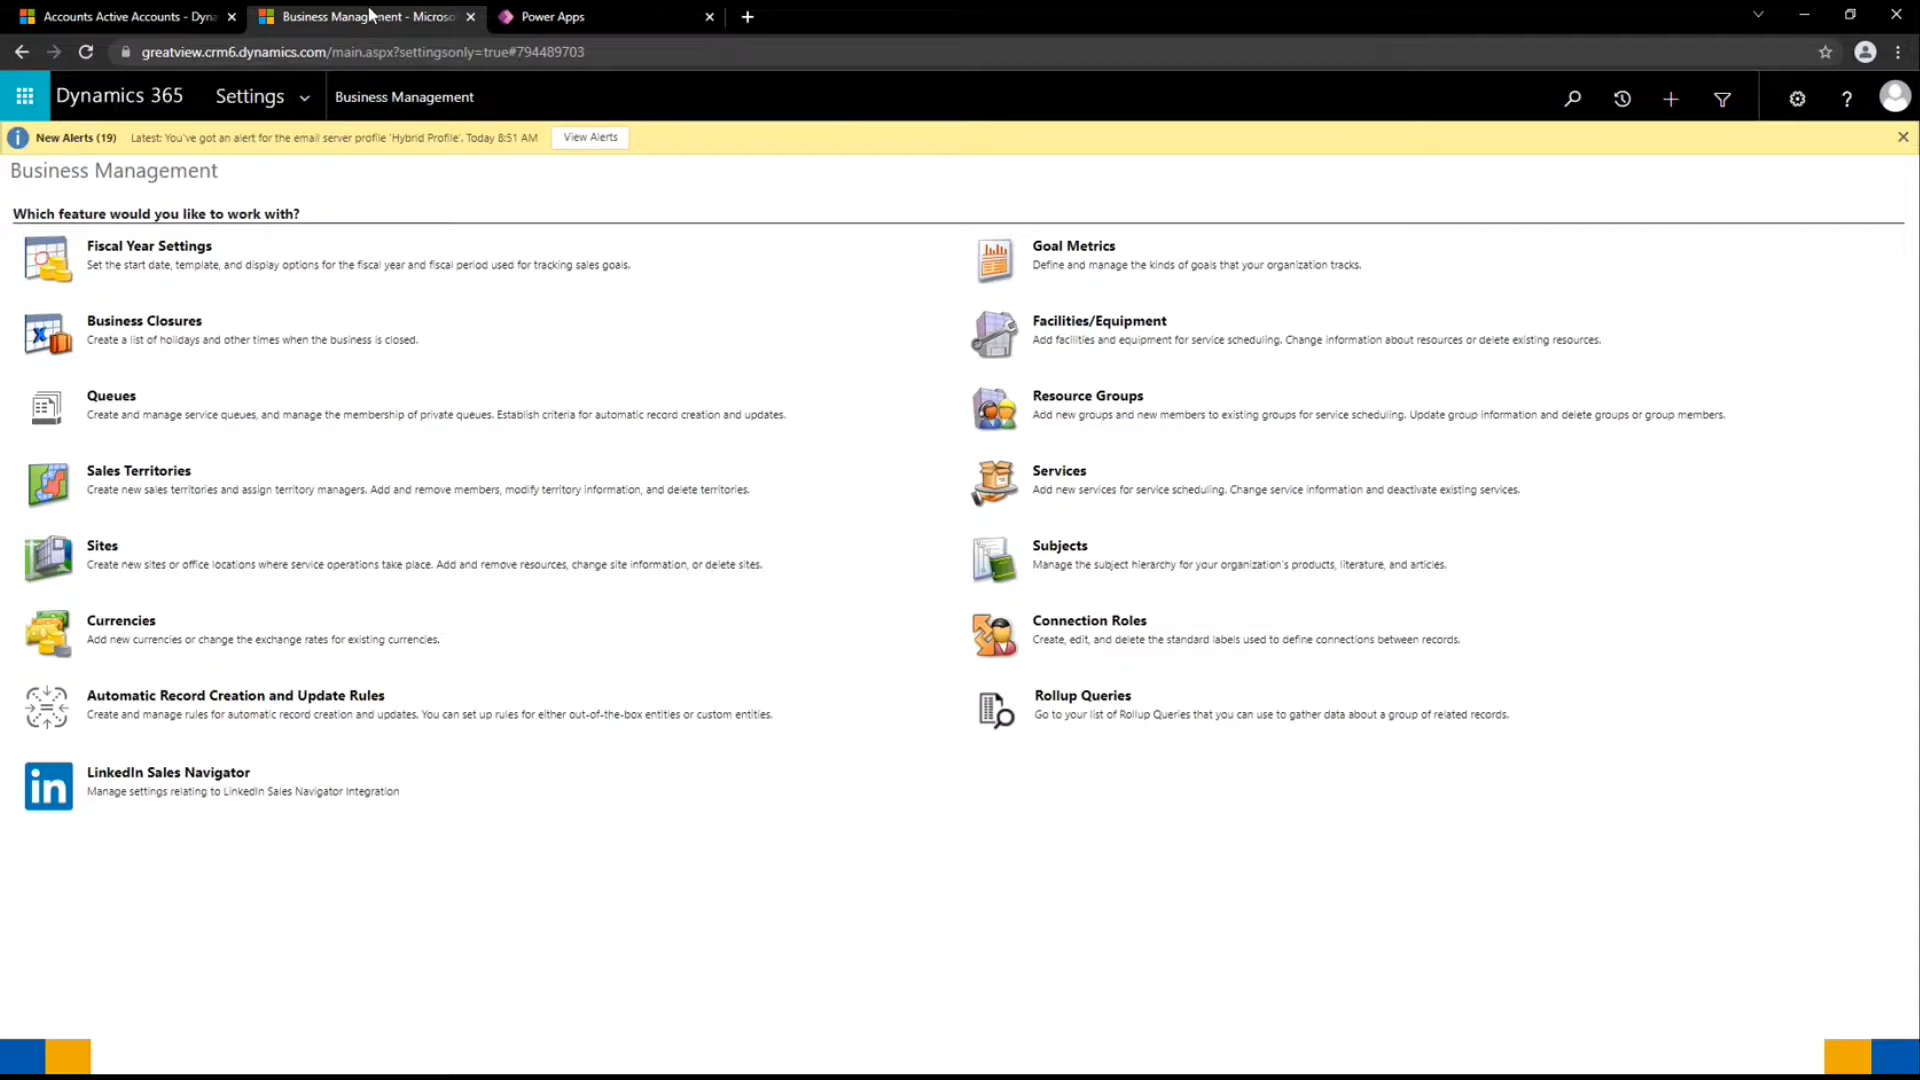 Accounts Active Accounts - Dyna
Business Management - Microso
Power Apps
greatview.crm6.dynamics.com/main.aspx?settingsonly=true#794489703
Dynamics 365
Settings
Business Management
New Alerts (19) Latest: You've got an alert for the email server profile 'Hybrid Profile'. Today 8:51 AM View Alerts
Business Management
Which feature would you like to work with?
Fiscal Year Settings
Set the start date, template, and display options for the fiscal year and fiscal period used for tracking sales goals.
Goal Metrics
Define and manage the kinds of goals that your organization tracks.
Business Closures
Create a list of holidays and other times when the business is closed.
Facilities/Equipment
Add facilities and equipment for service scheduling. Change information about resources or delete existing resources.
Queues
Create and manage service queues, and manage the membership of private queues. Establish criteria for automatic record creation and updates.
Resource Groups
Add new groups and new members to existing groups for service scheduling. Update group information and delete groups or group members.
Sales Territories
Create new sales territories and assign territory managers. Add and remove members, modify territory information, and delete territories.
Services
Add new services for service scheduling. Change service information and deactivate existing services.
Sites
Create new sites or office locations where service operations take place. Add and remove resources, change site information, or delete sites.
Subjects
Manage the subject hierarchy for your organization's products, literature, and articles.
Currencies
Add new currencies or change the exchange rates for existing currencies.
Connection Roles
Create, edit, and delete the standard labels used to define connections between records.
Automatic Record Creation and Update Rules
Create and manage rules for automatic record creation and updates. You can set up rules for either out-of-the-box entities or custom entities.
Rollup Queries
Go to your list of Rollup Queries that you can use to gather data about a group of related records.
in
LinkedIn Sales Navigator
Manage settings relating to LinkedIn Sales Navigator Integration